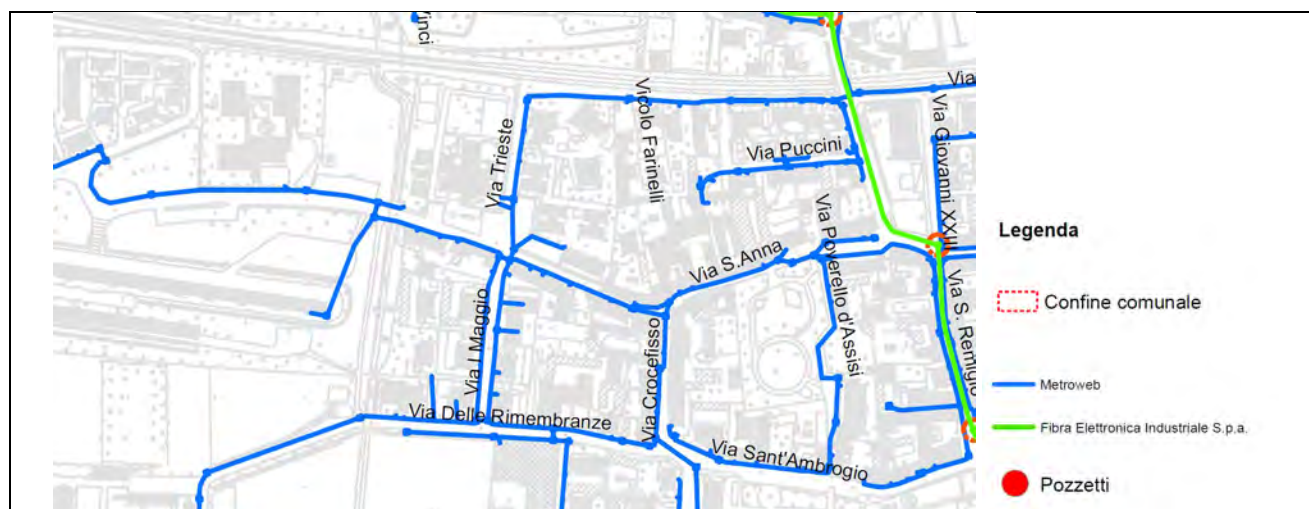 Vinci
Via
Vicolo Farinelli
Via Giovanni XXIII
Via Trieste
Via Puccini
Via Poverello d'Assisi
Via S.Anna
Via S. Remigio
Via I Maggio
Via Crocefisso
Via Delle Rimembranze
Via Sant'Ambrogio
Legenda
Confine comunale
Metroweb
Fibra Elettronica Industriale S.p.a.
Pozzetti